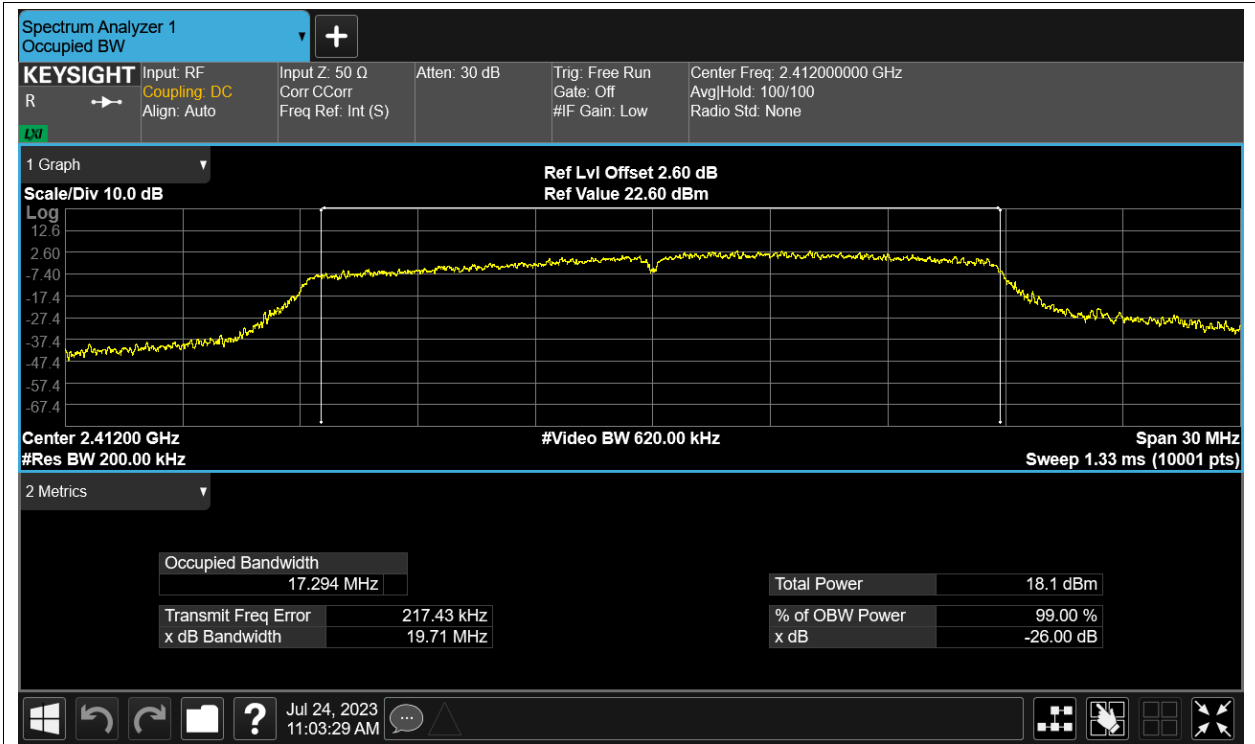 Spectrum Analyzer 1
Occupied BW
KEYSIGHT
R
LXI
Input: RF
Coupling: DC
Align: Auto
Input Z: 50 Ω
Corr CCorr
Freq Ref: Int (S)
Atten: 30 dB
Trig: Free Run
Gate: Off
#IF Gain: Low
Center Freq: 2.412000000 GHz
Avg|Hold: 100/100
Radio Std: None
1 Graph
Scale/Div 10.0 dB
Ref Lvl Offset 2.60 dB
Ref Value 22.60 dBm
Log
12.6
2.60
-7.40
-17.4
-27.4
-37.4
-47.4
-57.4
-67.4
Center 2.41200 GHz
#Res BW 200.00 kHz
#Video BW 620.00 kHz
Span 30 MHz
Sweep 1.33 ms (10001 pts)
2 Metrics
Occupied Bandwidth
17.294 MHz
Transmit Freq Error 217.43 kHz
x dB Bandwidth 19.71 MHz
Total Power 18.1 dBm
% of OBW Power 99.00 %
x dB -26.00 dB
?
Jul 24, 2023
11:03:29 AM